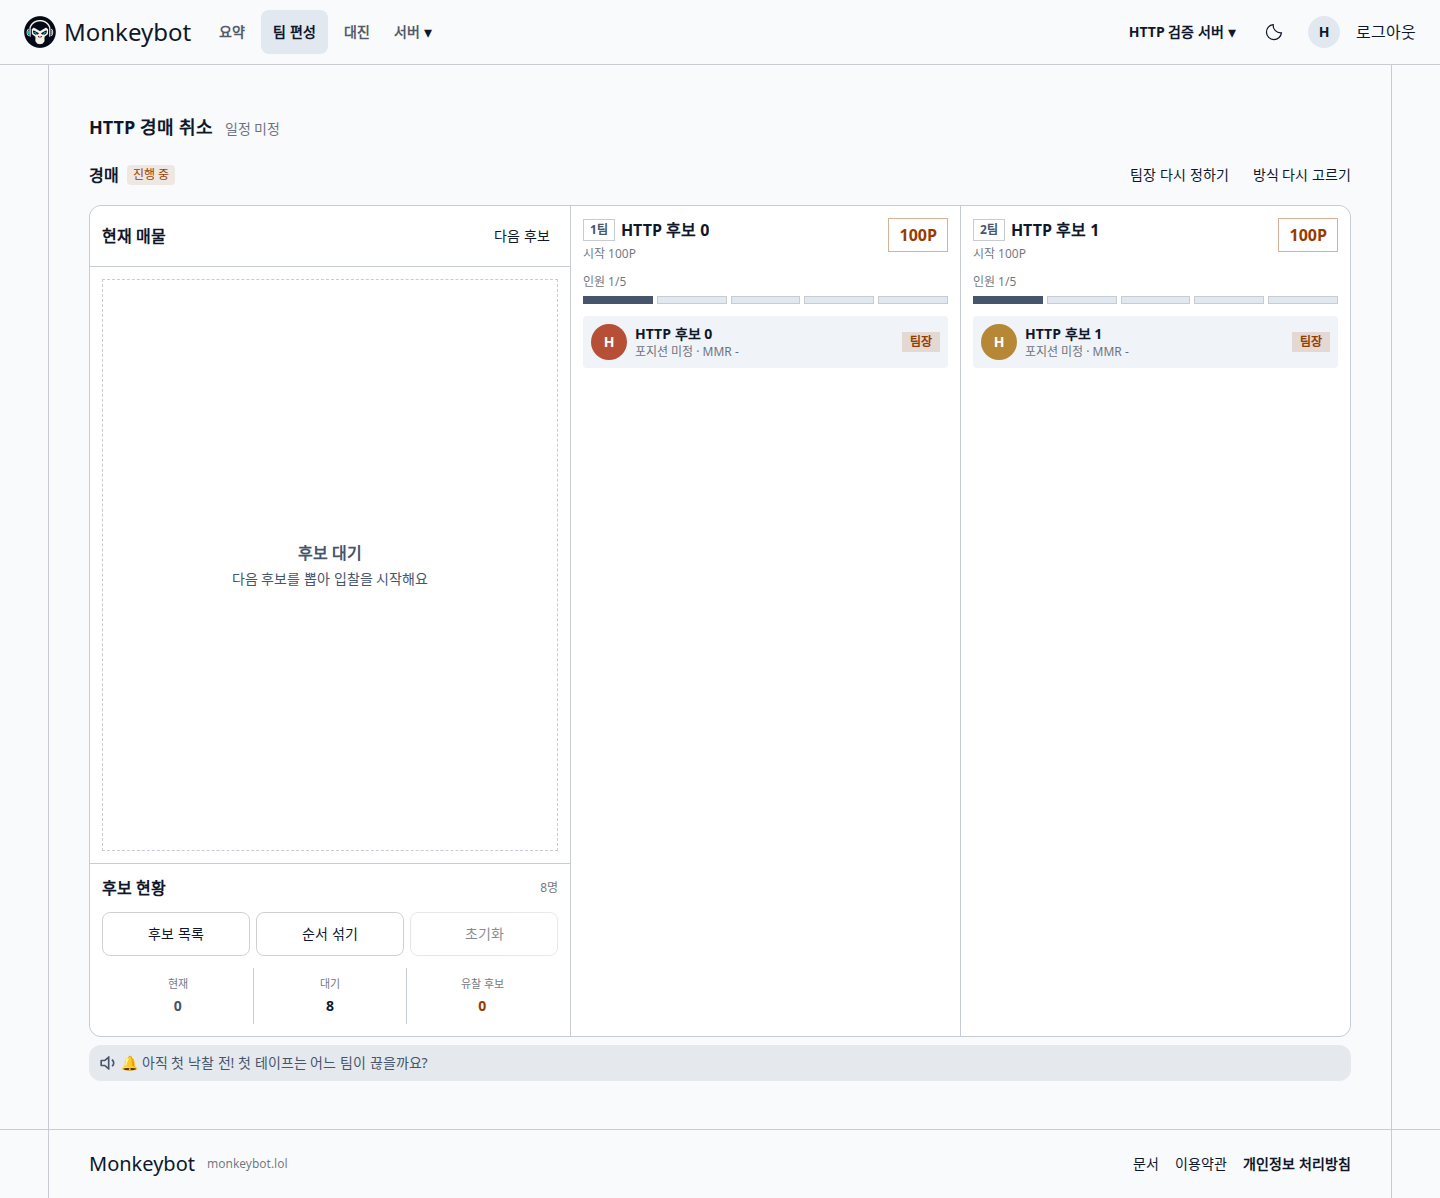 Monkeybot 요약 팀 편성 대진 서버 ▼ HTTP 검증 서버 ▼ H 로그아웃
HTTP 경매 취소 일정 미정
경매 진행 중 팀장 다시 정하기 방식 다시 고르기
현재 매물 다음 후보
후보 대기
다음 후보를 뽑아 입찰을 시작해요
후보 현황 8명
후보 목록 순서 섞기 초기화
현재 대기 유찰 후보
0 8 0
1팀 HTTP 후보 0 100P
시작 100P
인원 1/5
H HTTP 후보 0 팀장
포지션 미정 · MMR -
2팀 HTTP 후보 1 100P
시작 100P
인원 1/5
H HTTP 후보 1 팀장
포지션 미정 · MMR -
🔔 아직 첫 낙찰 전! 첫 테이프는 어느 팀이 끊을까요?
Monkeybot monkeybot.lol 문서 이용약관 개인정보 처리방침